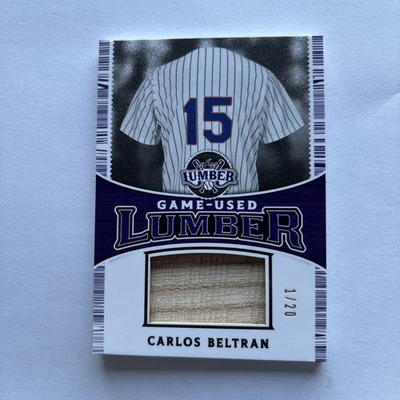 15
LUMBER
GAME-USED
LUMBER
1/20
CARLOS BELTRAN